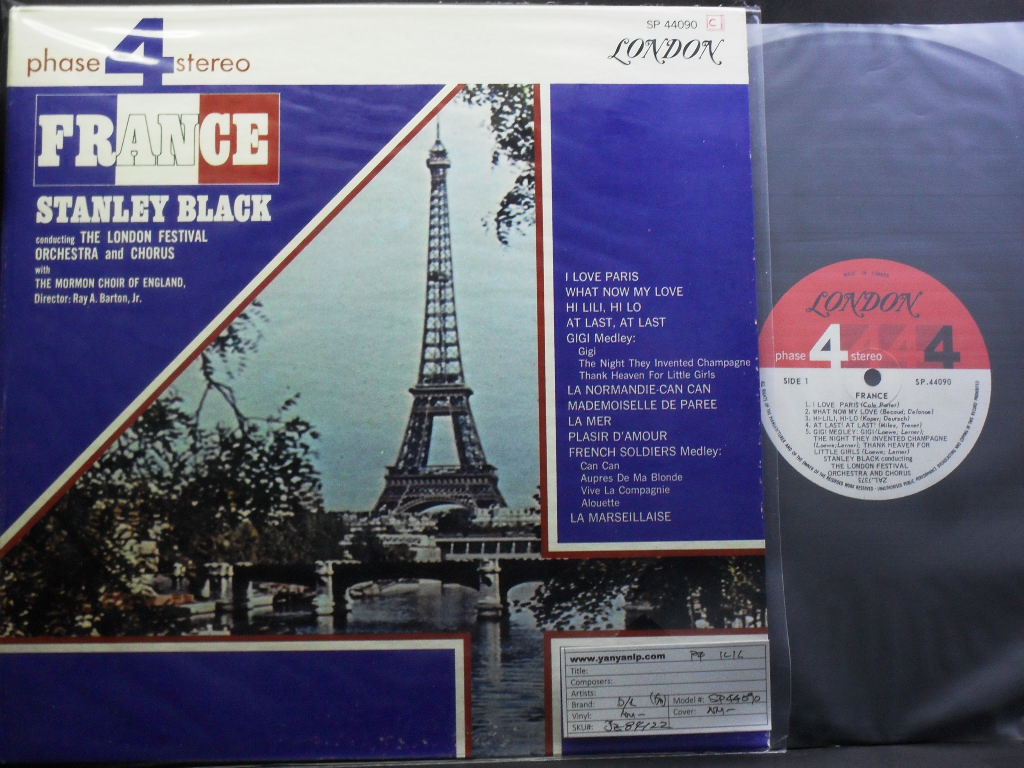 SP 44090 C
phase 4 stereo
LONDON
FRANCE
STANLEY BLACK
conducting THE LONDON FESTIVAL
ORCHESTRA and CHORUS
with
THE MORMON CHOIR OF ENGLAND,
Director: Ray A. Barton, Jr.
I LOVE PARIS
WHAT NOW MY LOVE
HI LILI, HI LO
AT LAST, AT LAST
GIGI Medley:
Gigi
The Night They Invented Champagne
Thank Heaven For Little Girls
LA NORMANDIE-CAN CAN
MADEMOISELLE DE PAREE
LA MER
PLAISIR D'AMOUR
FRENCH SOLDIERS Medley:
Can Can
Aupres De Ma Blonde
Vive La Compagnie
Alouette
LA MARSEILLAISE
www.yanyanlp.com
Title:
Composers:
Artists:
Brand:
Model #: SP44090
Vinyl:
Cover: NM-
SKU#:
MADE IN CANADA
LONDON
phase 4 stereo 4
SIDE 1
SP.44090
FRANCE
1. I LOVE PARIS (Cole Porter)
2. WHAT NOW MY LOVE (Becaud, Delanoe)
3. HI-LILI, HI-LO (Kaper, Deutsch)
4. AT LAST! AT LAST! (Miles, Trenet)
5. GIGI MEDLEY: GIGI (Loewe; Lerner);
THE NIGHT THEY INVENTED CHAMPAGNE
(Loewe; Lerner); THANK HEAVEN FOR
LITTLE GIRLS (Loewe; Lerner)
STANLEY BLACK conducting
THE LONDON FESTIVAL
ORCHESTRA AND CHORUS